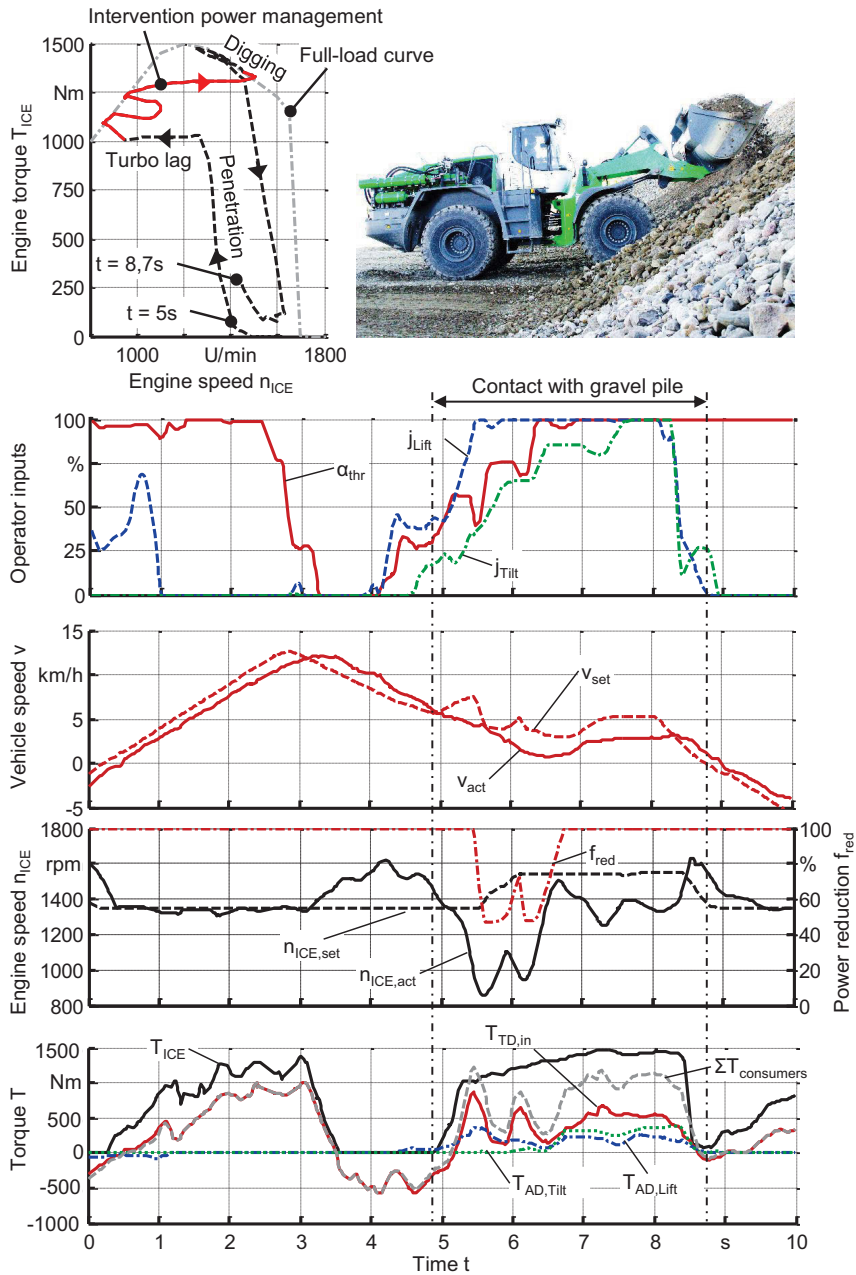 Intervention power management
1500
Nm
1000
750
500
250
0
Engine torque T_ICE
Digging
Full-load curve
Turbo lag
Penetration
t = 8,7s
t = 5s
1000
U/min
1800
Engine speed n_ICE
Contact with gravel pile
100
%
50
25
0
Operator inputs
α_thr
j_Lift
j_Tilt
15
km/h
5
0
-5
Vehicle speed v
v_set
v_act
1800
rpm
1400
1200
1000
800
Engine speed n_ICE
n_ICE,set
n_ICE,act
f_red
100
%
60
40
20
0
Power reduction f_red
1500
Nm
500
0
-500
-1000
Torque T
T_ICE
T_TD,in
ΣT_consumers
T_AD,Tilt
T_AD,Lift
0 1 2 3 4 5 6 7 8 s 10
Time t